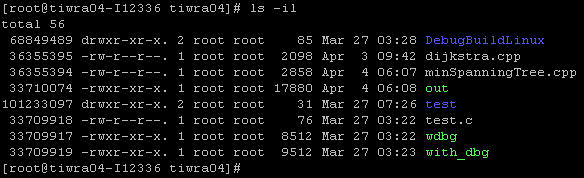 [root@tiwra04-I12336 tiwra04]# ls -il
total 56
 68849489 drwxr-xr-x. 2 root root    85 Mar 27 03:28 DebugBuildLinux
 36355395 -rw-r--r--. 1 root root  2098 Apr  3 09:42 dijkstra.cpp
 36355394 -rw-r--r--. 1 root root  2858 Apr  4 06:07 minSpanningTree.cpp
 33710074 -rwxr-xr-x. 1 root root 17880 Apr  4 06:08 out
101233097 drwxr-xr-x. 2 root root    31 Mar 27 07:26 test
 33709918 -rw-r--r--. 1 root root    76 Mar 27 03:22 test.c
 33709917 -rwxr-xr-x. 1 root root  8512 Mar 27 03:22 wdbg
 33709919 -rwxr-xr-x. 1 root root  9512 Mar 27 03:23 with_dbg
[root@tiwra04-I12336 tiwra04]#